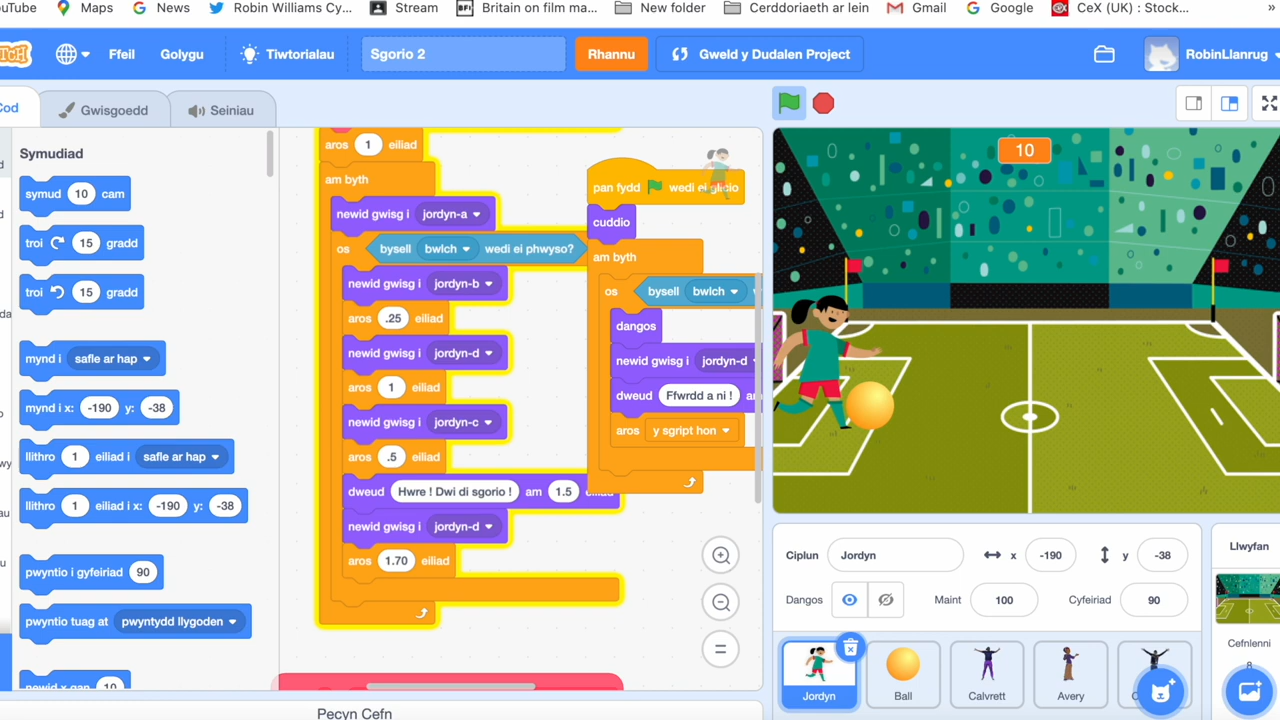 uTube
Maps
News
Robin Williams Cy...
Stream
BFI
Britain on film ma...
New folder
Cerddoriaeth ar lein
Gmail
Google
CeX (UK) : Stock...
»
TCH
Ffeil
Golygu
Tiwtorialau
Sgorio 2
Rhannu
Gweld y Dudalen Project
RobinLlanrug
Cod
Gwisgoedd
Seiniau
Symudiad
symud 10 cam
troi 15 gradd
troi 15 gradd
mynd i safle ar hap
mynd i x: -190 y: -38
llithro 1 eiliad i safle ar hap
llithro 1 eiliad i x: -190 y: -38
pwyntio i gyfeiriad 90
pwyntio tuag at pwyntydd llygoden
newid x gan 10
aros 1 eiliad
am byth
newid gwisg i jordyn-a
os bysell bwlch wedi ei phwyso?
newid gwisg i jordyn-b
aros .25 eiliad
newid gwisg i jordyn-d
aros 1 eiliad
newid gwisg i jordyn-c
aros .5 eiliad
dweud Hwre ! Dwi di sgorio ! am 1.5 eiliad
newid gwisg i jordyn-d
aros 1.70 eiliad
pan fydd wedi ei glicio
cuddio
am byth
os bysell bwlch
dangos
newid gwisg i jordyn-d
dweud Ffwrdd a ni !
aros y sgript hon
Pecyn Cefn
10
Ciplun Jordyn x -190 y -38
Dangos Maint 100 Cyfeiriad 90
Jordyn
Ball
Calvrett
Avery
Llwyfan
Cefnlenni
8